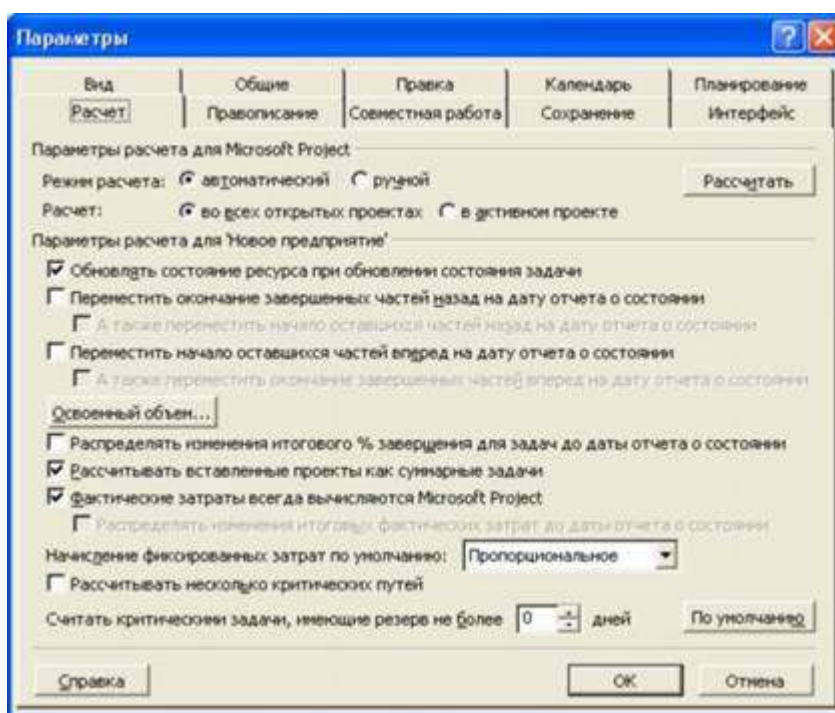 Параметры
Вид Общие Правка Календарь Планирование
Расчет Правописание Совместная работа Сохранение Интерфейс
Параметры расчета для Microsoft Project
Режим расчета: автоматический ручной Рассчитать
Расчет: во всех открытых проектах в активном проекте
Параметры расчета для 'Новое предприятие'
Обновлять состояние ресурса при обновлении состояния задачи
Переместить окончание завершенных частей назад на дату отчета о состоянии
А также переместить начало оставшихся частей назад на дату отчета о состоянии
Переместить начало оставшихся частей вперед на дату отчета о состоянии
А также переместить окончание завершенных частей вперед на дату отчета о состоянии
Освоенный объем...
Распределять изменения итогового % завершения для задач до даты отчета о состоянии
Рассчитывать вставленные проекты как суммарные задачи
Фактические затраты всегда вычисляются Microsoft Project
Распределять изменения итоговых фактических затрат до даты отчета о состоянии
Начисление фиксированных затрат по умолчанию: Пропорциональное
Рассчитывать несколько критических путей
Считать критическими задачи, имеющие резерв не более 0 дней По умолчанию
Справка ОК Отмена